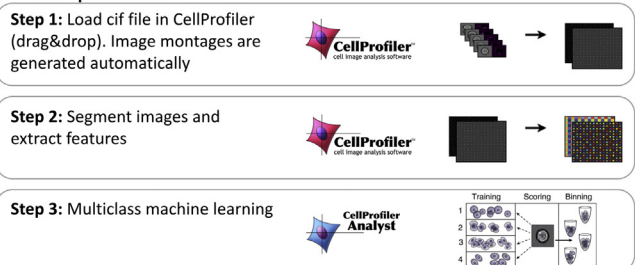 Step 1: Load cif file in CellProfiler
(drag&drop). Image montages are
generated automatically
CellProfiler™
cell image analysis software
Step 2: Segment images and
extract features
CellProfiler™
cell image analysis software
Step 3: Multiclass machine learning
CellProfiler
Analyst
Training Scoring Binning
1
2
3
4